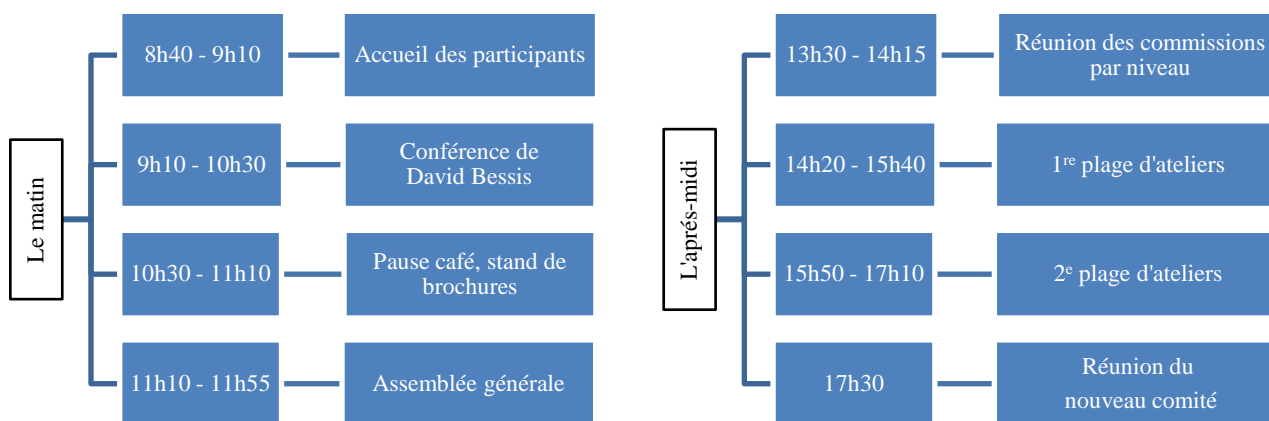 Le matin
8h40 - 9h10
Accueil des participants
9h10 - 10h30
Conférence de
David Bessis
10h30 - 11h10
Pause café, stand de
brochures
11h10 - 11h55
Assemblée générale
L'aprés-midi
13h30 - 14h15
Réunion des commissions
par niveau
14h20 - 15h40
1re plage d'ateliers
15h50 - 17h10
2e plage d'ateliers
17h30
Réunion du
nouveau comité